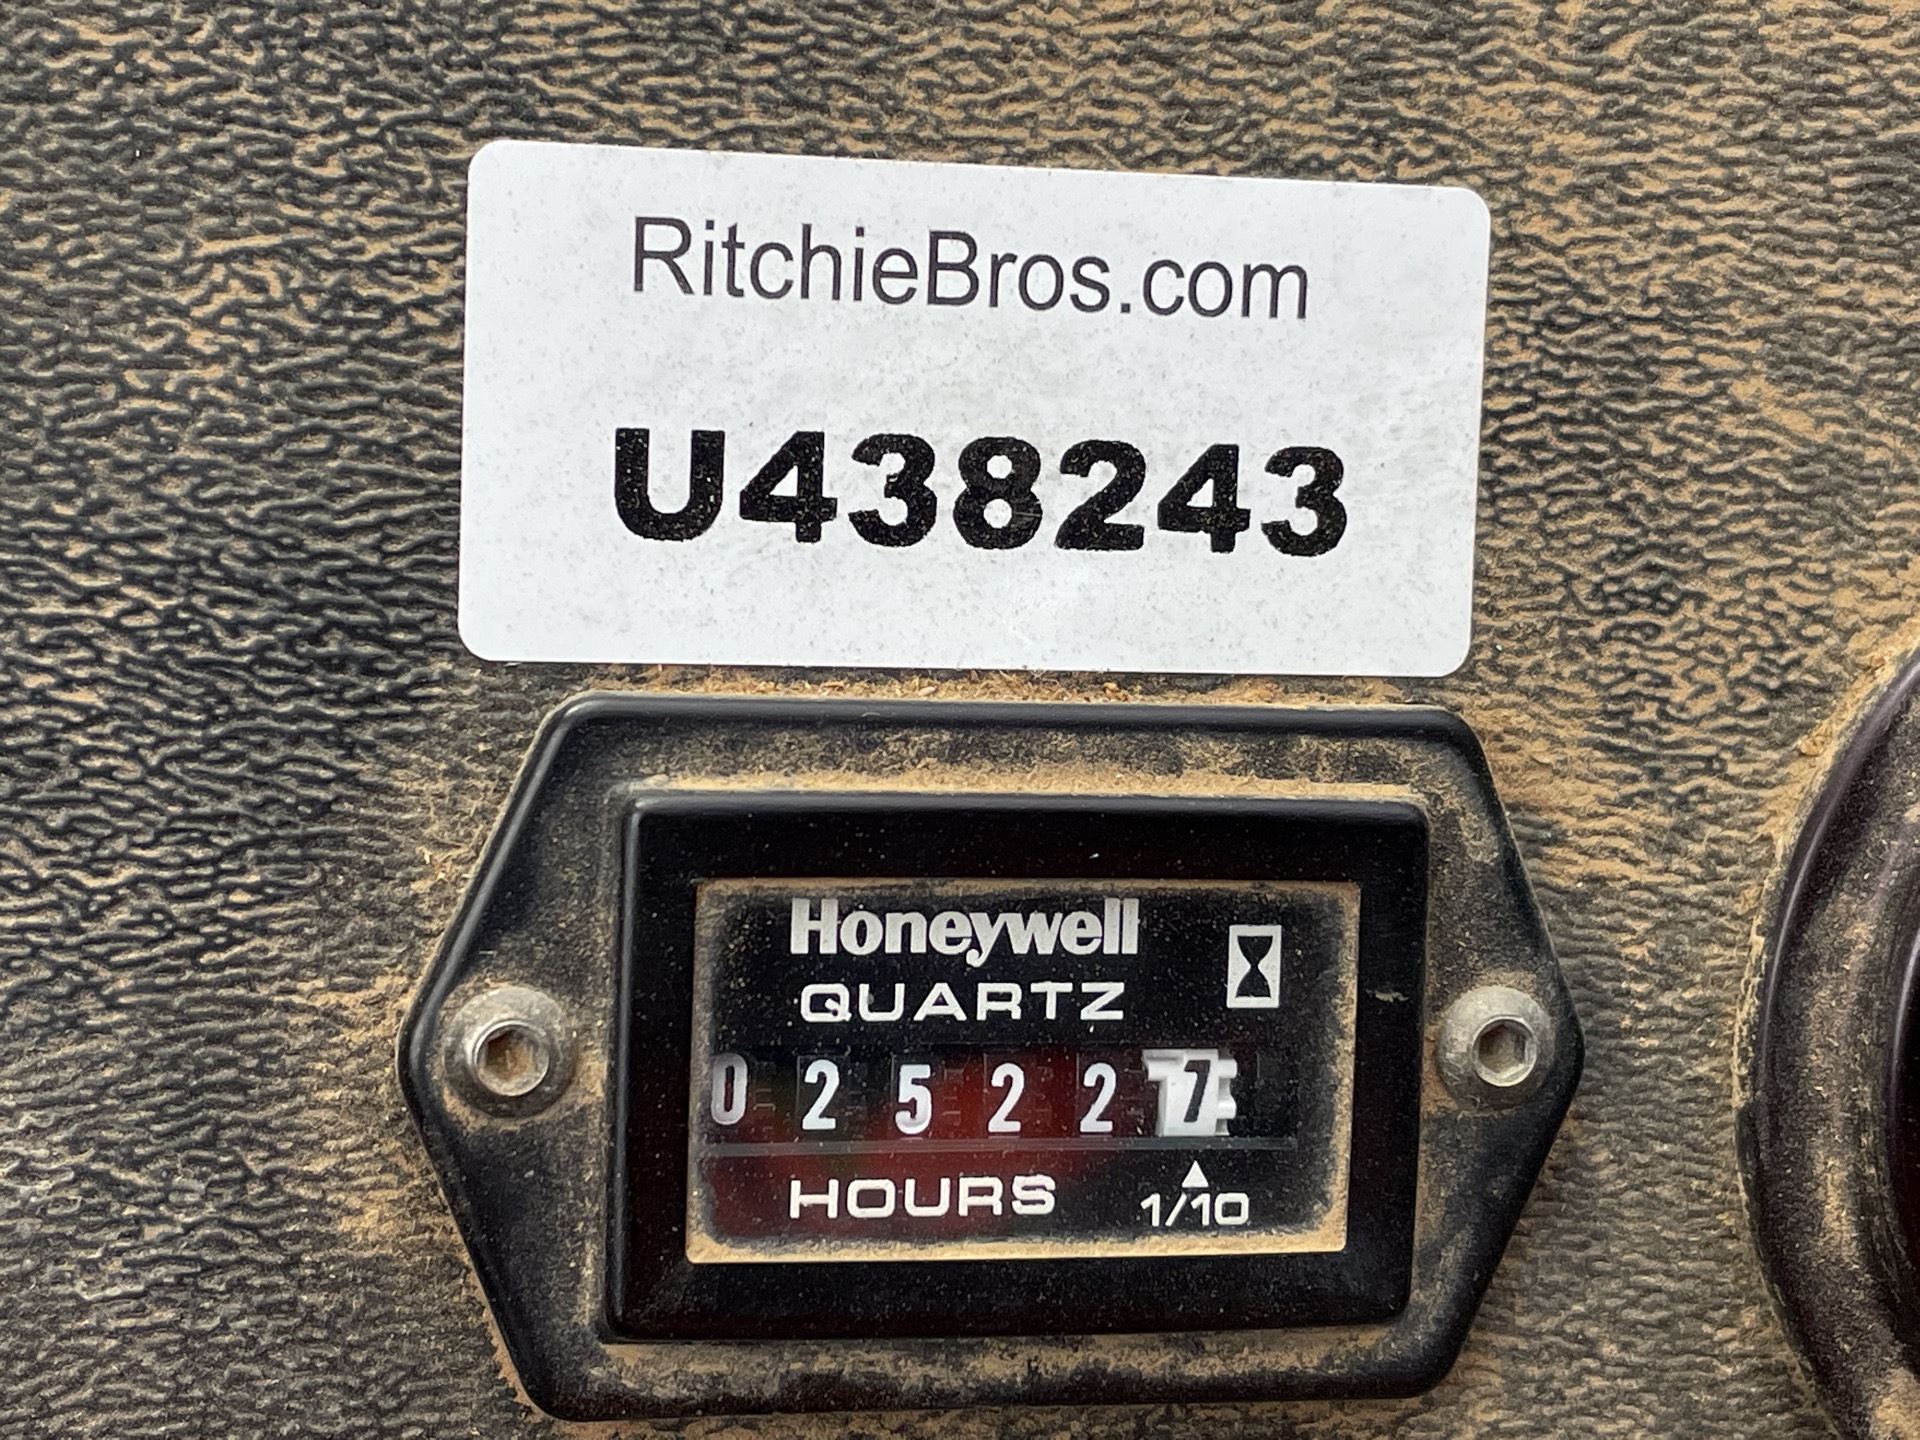 RitchieBros.com
U438243
Honeywell
QUARTZ
025227
HOURS 1/10